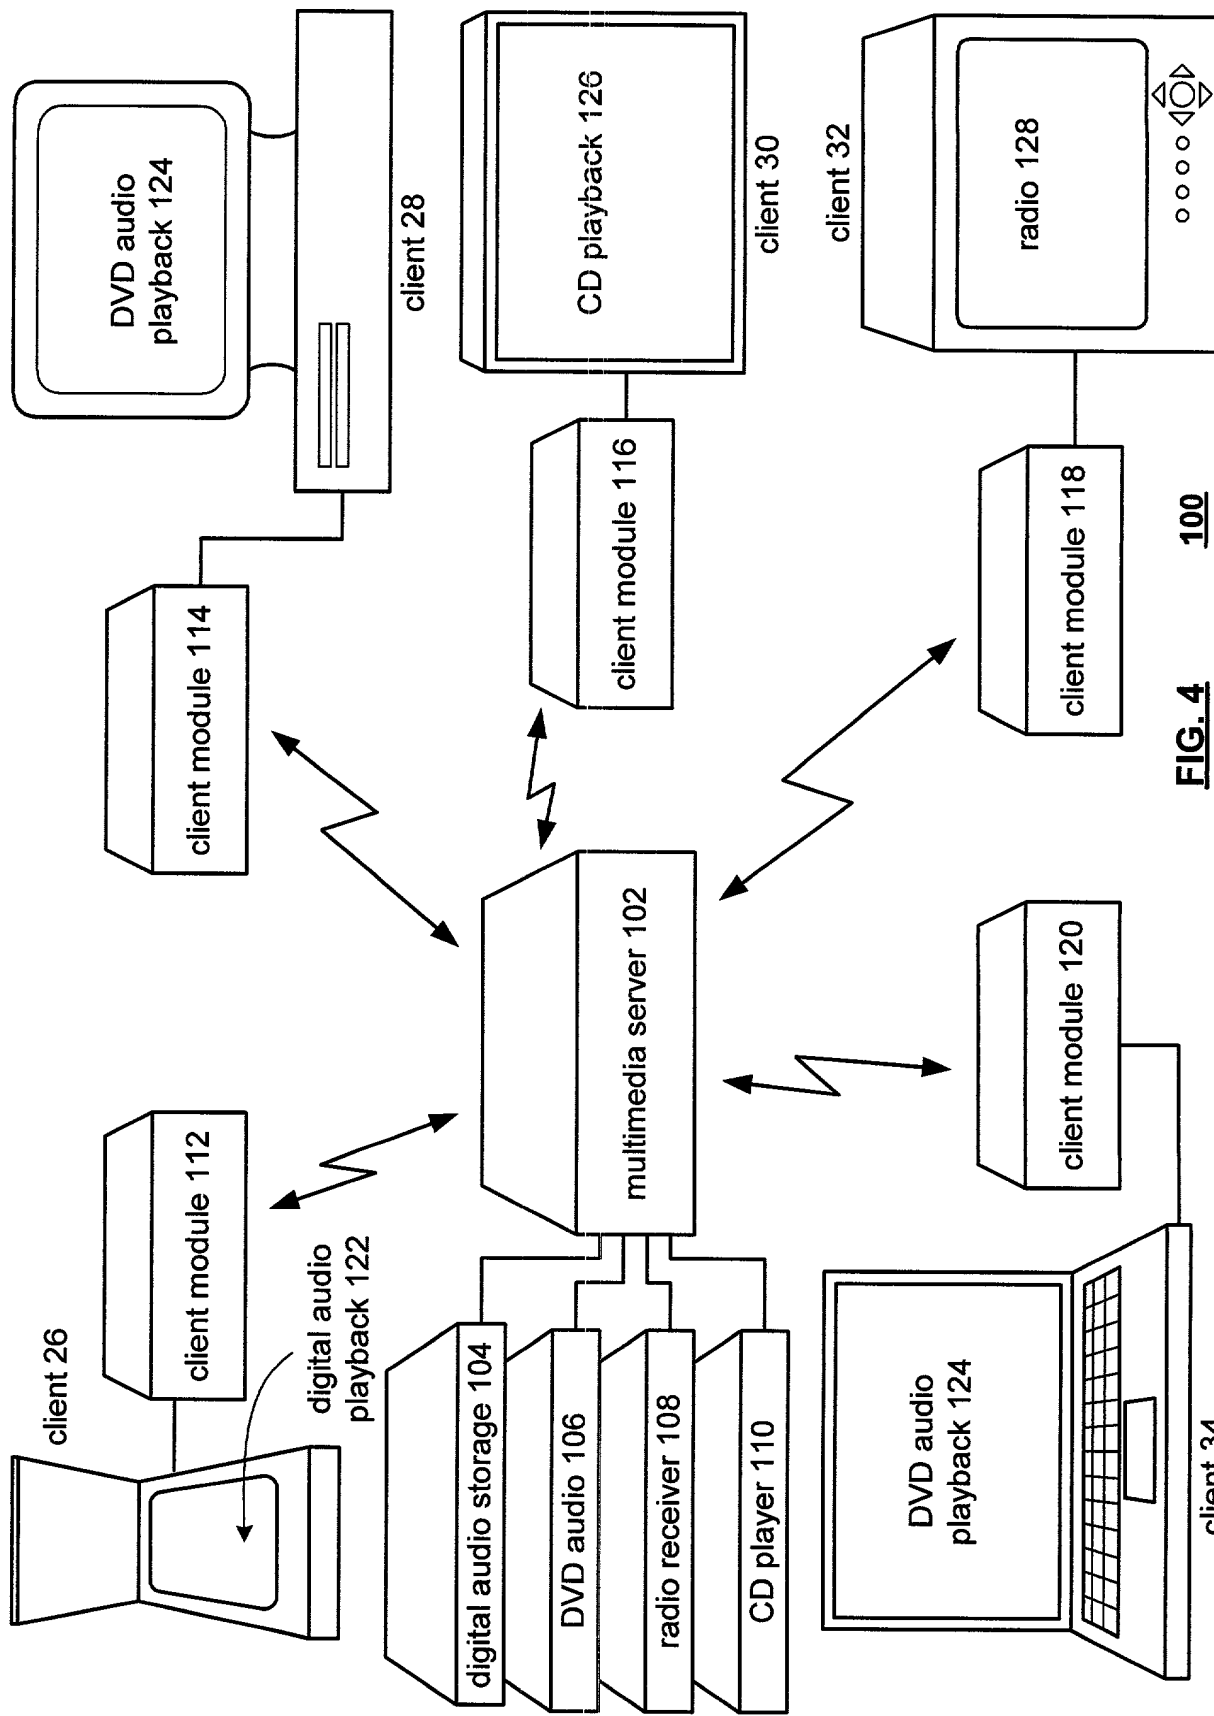 client 26
client module 112
digital audio
playback 122
client module 114
DVD audio
playback 124
client 28
digital audio storage 104
DVD audio 106
radio receiver 108
CD player 110
multimedia server 102
client module 116
CD playback 126
client 30
DVD audio
playback 124
client 34
client module 120
client module 118
client 32
radio 128
FIG. 4
100